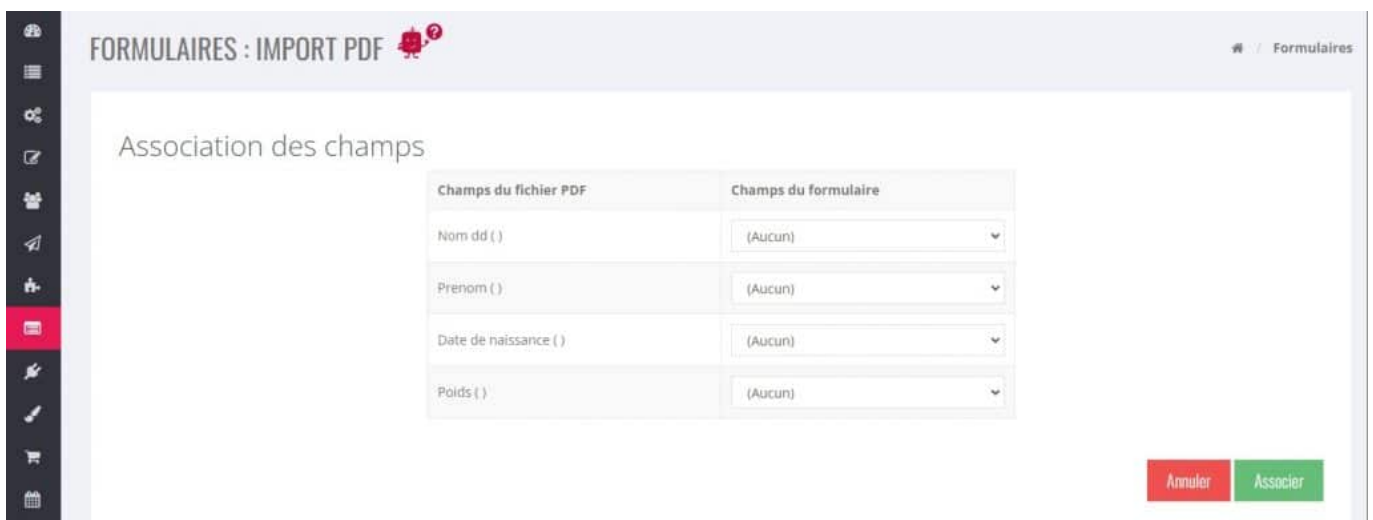 FORMULAIRES : IMPORT PDF ?
/ Formulaires
Association des champs
Champs du fichier PDF Champs du formulaire
Nom dd ( ) (Aucun)
Prenom ( ) (Aucun)
Date de naissance ( ) (Aucun)
Poids ( ) (Aucun)
Annuler Associer